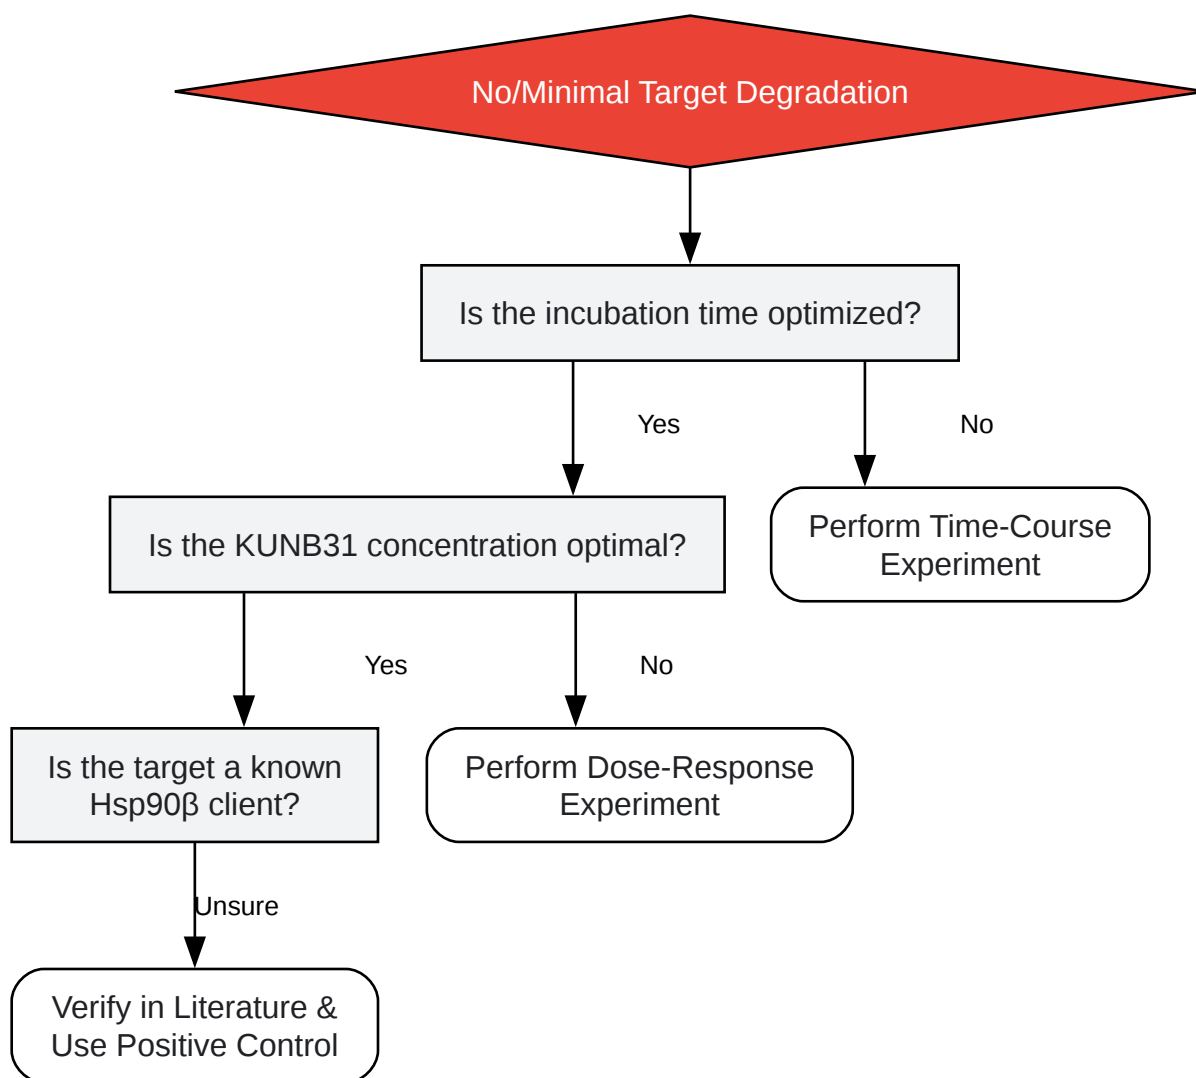 No/Minimal Target Degradation
Is the incubation time optimized?
Yes
No
Is the KUNB31 concentration optimal?
Perform Time-Course
Experiment
Yes
No
Is the target a known
Hsp90β client?
Perform Dose-Response
Experiment
Unsure
Verify in Literature &
Use Positive Control